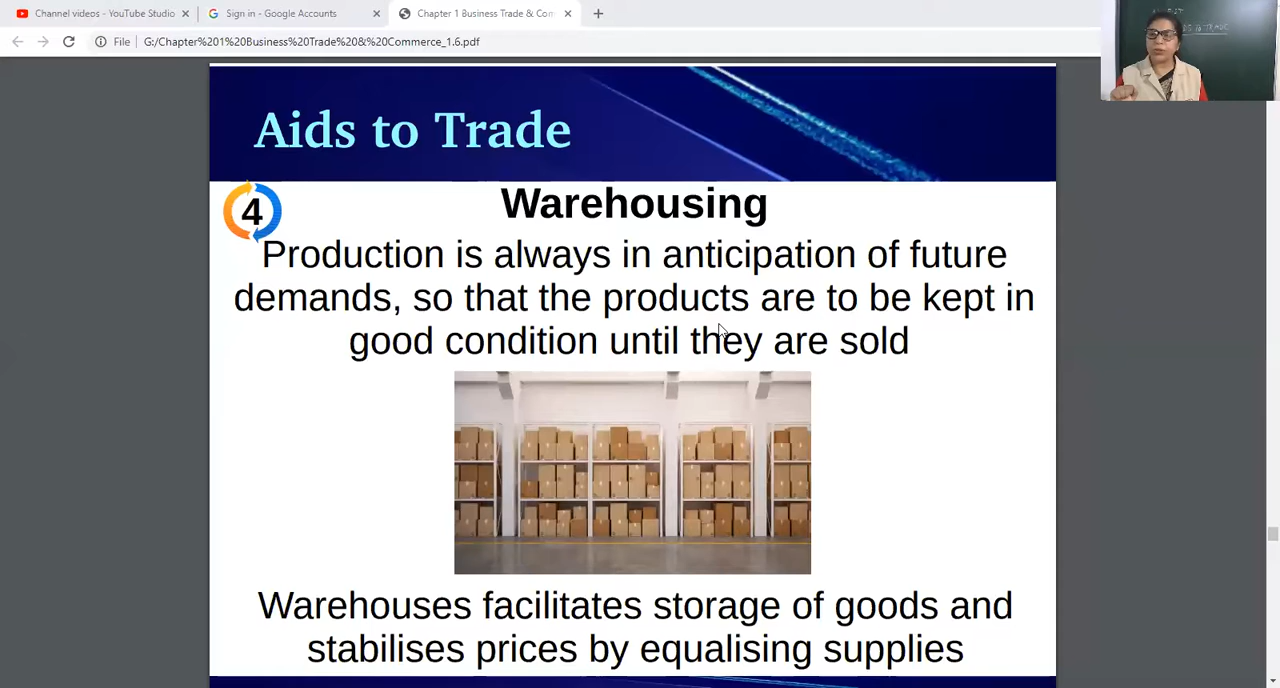 Channel videos - YouTube Studio
Sign in - Google Accounts
Chapter 1 Business Trade & Com
File
G:/Chapter%201%20Business%20Trade%20&%20Commerce_1.6.pdf
Aids to Trade
4
Warehousing
Production is always in anticipation of future
demands, so that the products are to be kept in
good condition until they are sold
Warehouses facilitates storage of goods and
stabilises prices by equalising supplies
TRADE